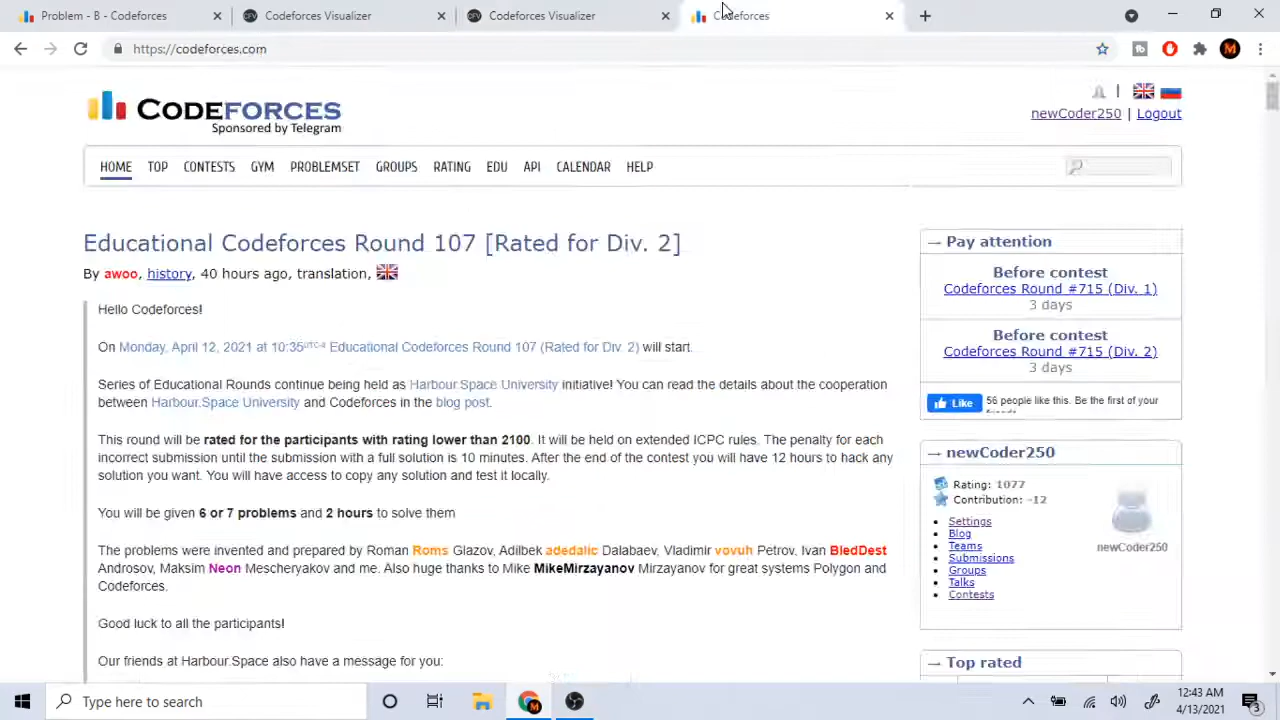 Problem - B - Codeforces
Codeforces Visualizer
Codeforces Visualizer
Codeforces
https://codeforces.com
CODEFORCES
Sponsored by Telegram
newCoder250 | Logout
HOME TOP CONTESTS GYM PROBLEMSET GROUPS RATING EDU API CALENDAR HELP
Educational Codeforces Round 107 [Rated for Div. 2]
By awoo, history, 40 hours ago, translation,
Hello Codeforces!
On Monday, April 12, 2021 at 10:35UTC-4 Educational Codeforces Round 107 (Rated for Div. 2) will start.
Series of Educational Rounds continue being held as Harbour.Space University initiative! You can read the details about the cooperation
between Harbour.Space University and Codeforces in the blog post.
This round will be rated for the participants with rating lower than 2100. It will be held on extended ICPC rules. The penalty for each
incorrect submission until the submission with a full solution is 10 minutes. After the end of the contest you will have 12 hours to hack any
solution you want. You will have access to copy any solution and test it locally.
You will be given 6 or 7 problems and 2 hours to solve them
The problems were invented and prepared by Roman Roms Glazov, Adilbek adedalic Dalabaev, Vladimir vovuh Petrov, Ivan BledDest
Androsov, Maksim Neon Mescheryakov and me. Also huge thanks to Mike MikeMirzayanov Mirzayanov for great systems Polygon and
Codeforces.
Good luck to all the participants!
Our friends at Harbour.Space also have a message for you:
→ Pay attention
Before contest
Codeforces Round #715 (Div. 1)
3 days
Before contest
Codeforces Round #715 (Div. 2)
3 days
Like
56 people like this. Be the first of your
friends.
→ newCoder250
Rating: 1077
Contribution: -12
Settings
Blog
Teams
Submissions
Groups
Talks
Contests
newCoder250
→ Top rated
Type here to search
12:43 AM
4/13/2021
3